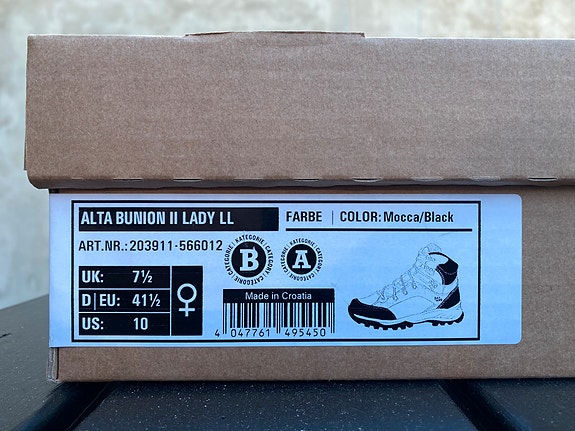 ALTA BUNION II LADY LL
FARBE | COLOR: Mocca/Black
ART.NR.: 203911-566012
KATEGORIE | CATEGORY
B
KATEGORIE | CATEGORY
A
UK: 7½
D|EU: 41½
US: 10
♀
Made in Croatia
4 047761 495450